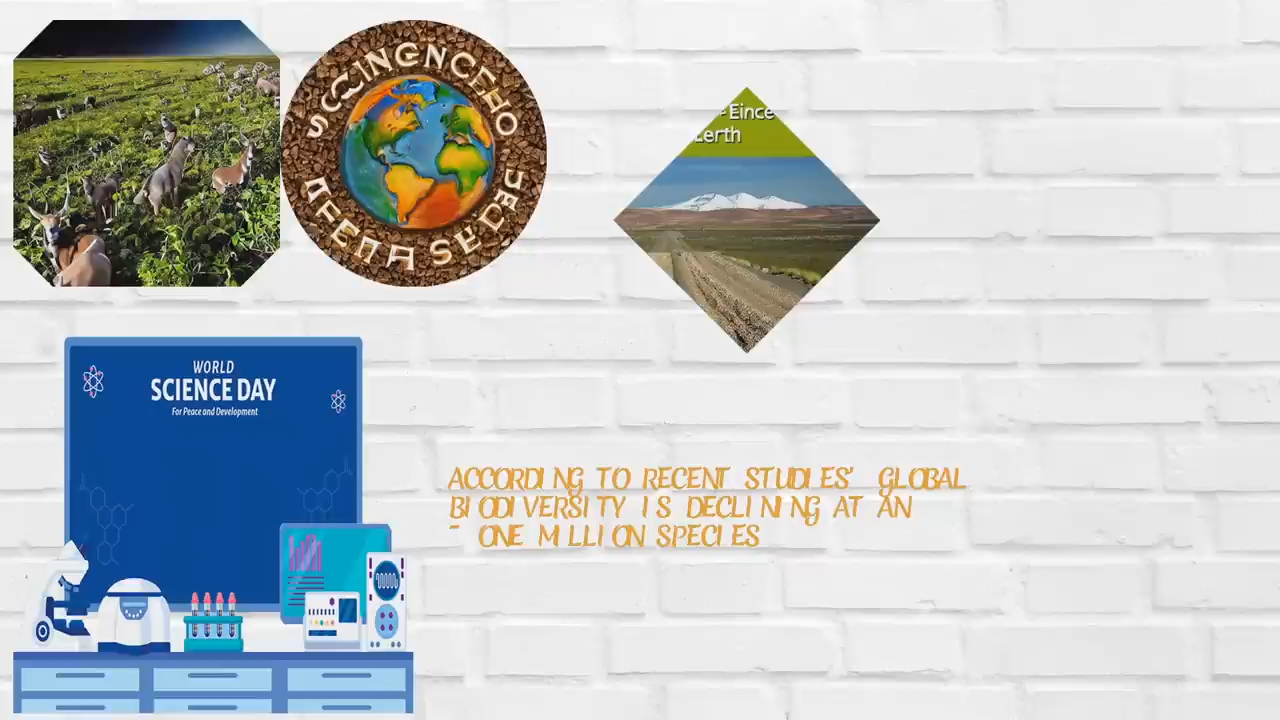 Eince
WORLD
SCIENCE DAY
For Peace and Development
ACCORDING TO RECENT STUDIES' GLOBAL
BIODIVERSITY IS DECLINING AT AN
- ONE MILLION SPECIES